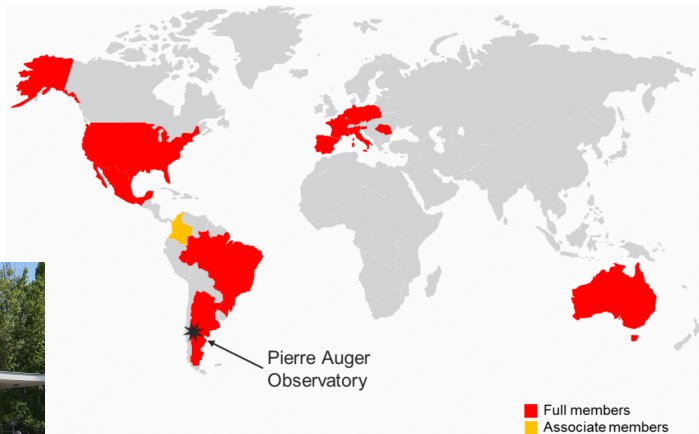 Pierre Auger
Observatory
Full members
Associate members